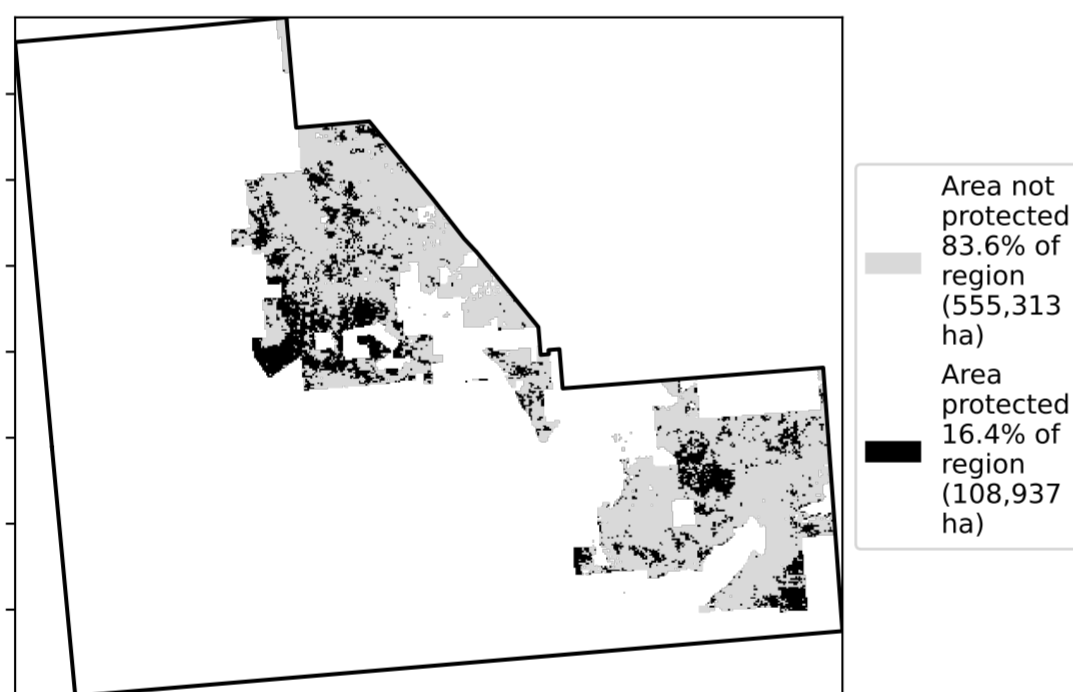 Area not
protected
83.6% of
region
(555,313
ha)
Area
protected
16.4% of
region
(108,937
ha)